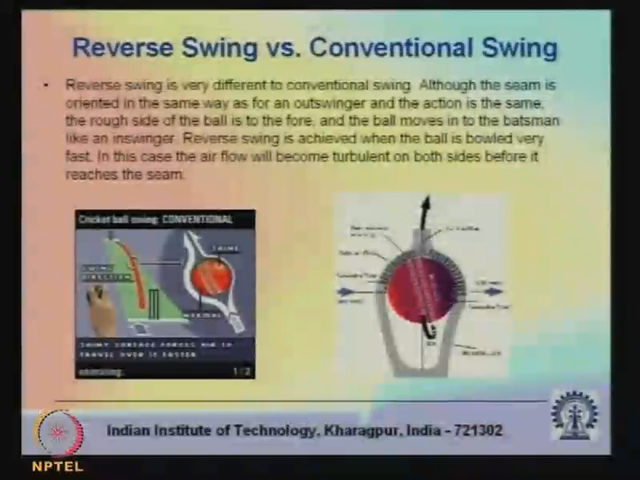 Reverse Swing vs. Conventional Swing
• Reverse swing is very different to conventional swing. Although the seam is
oriented in the same way as for an outswinger and the action is the same,
the rough side of the ball is to the fore, and the ball moves in to the batsman
like an inswinger. Reverse swing is achieved when the ball is bowled very
fast. In this case the air flow will become turbulent on both sides before it
reaches the seam.
Cricket ball swing: CONVENTIONAL
SHINY
SWING
DIRECTION
NORMAL
SHINY SURFACE FORCES AIR TO
TRAVEL OVER IT FASTER
1/2
Indian Institute of Technology, Kharagpur, India - 721302
NPTEL